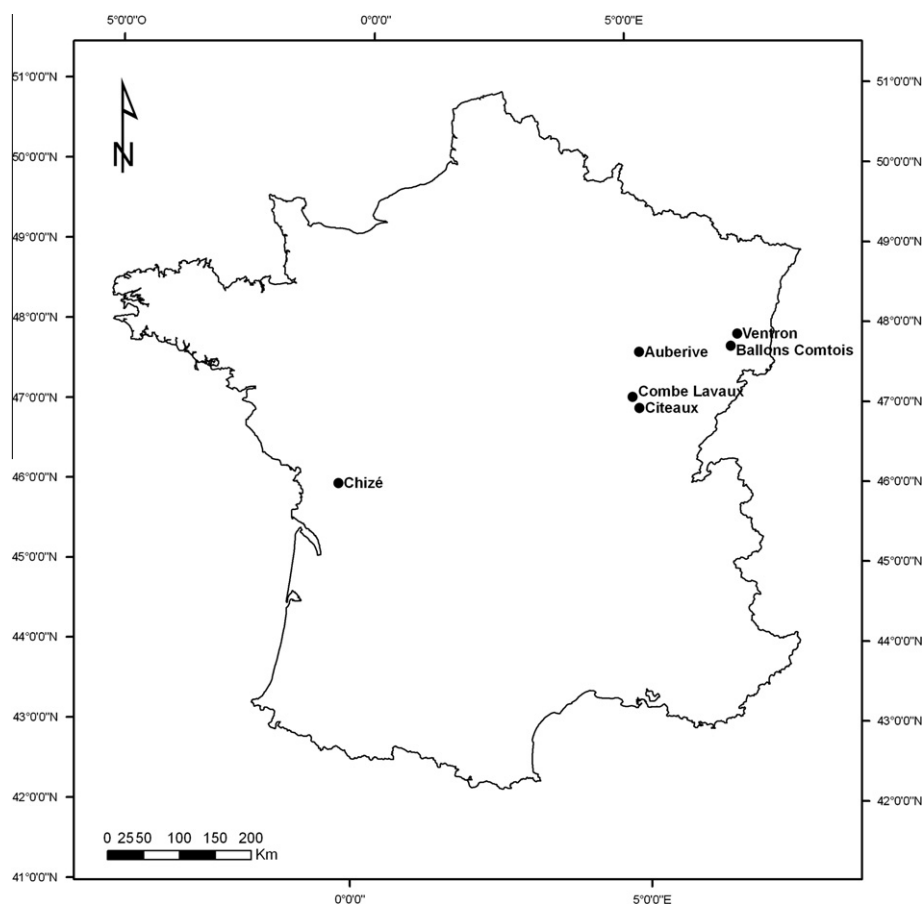 5°0'0"O 0°0'0" 5°0'0"E
51°0'0"N 51°0'0"N
50°0'0"N 50°0'0"N
49°0'0"N 49°0'0"N
48°0'0"N 48°0'0"N
47°0'0"N 47°0'0"N
46°0'0"N 46°0'0"N
45°0'0"N 45°0'0"N
44°0'0"N 44°0'0"N
43°0'0"N 43°0'0"N
42°0'0"N 42°0'0"N
41°0'0"N
N
Ventron
Ballons Comtois
Auberive
Combe Lavaux
Citeaux
Chizé
0 25 50 100 150 200
Km
0°0'0" 5°0'0"E